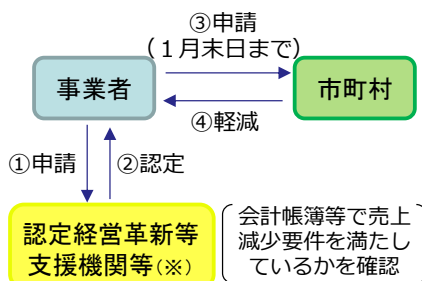 ③申請
（１月末日まで）
事業者
市町村
④軽減
①申請
②認定
認定経営革新等
支援機関等(※)
会計帳簿等で売上
減少要件を満たし
ているかを確認